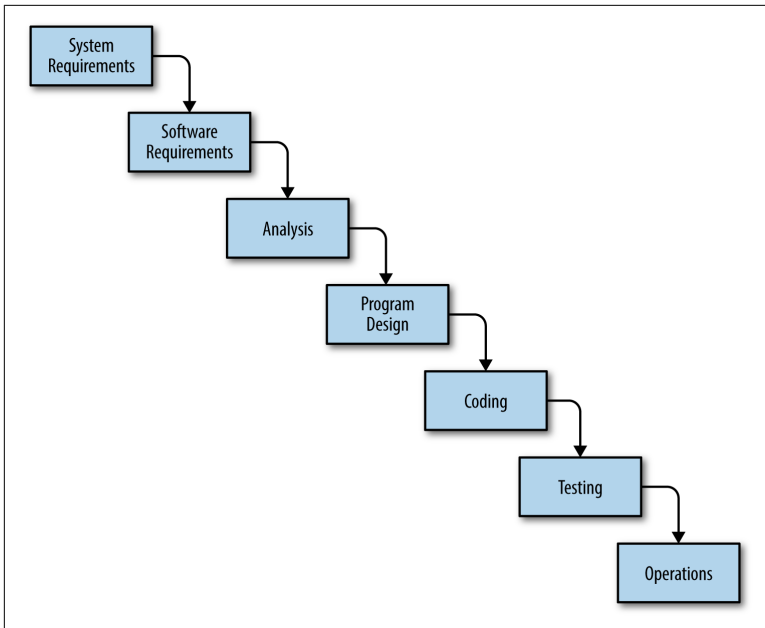 System
Requirements
Software
Requirements
Analysis
Program
Design
Coding
Testing
Operations